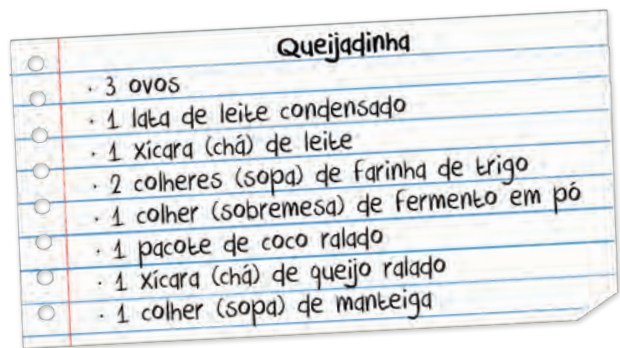 Queijadinha
· 3 ovos
· 1 lata de leite condensado
· 1 xícara (chá) de leite
· 2 colheres (sopa) de farinha de trigo
· 1 colher (sobremesa) de fermento em pó
· 1 pacote de coco ralado
· 1 xícara (chá) de queijo ralado
· 1 colher (sopa) de manteiga